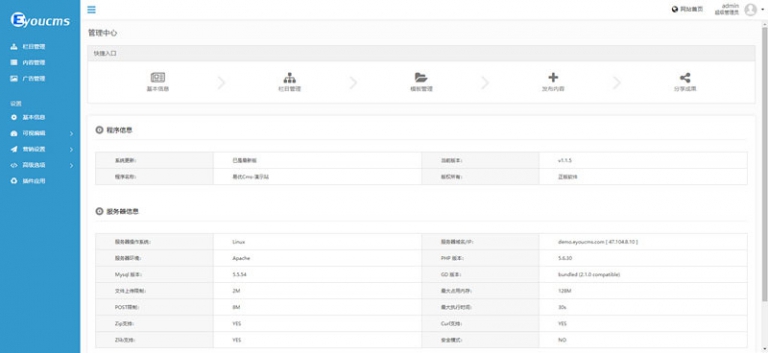 Eyoucms
网站首页
admin
超级管理员
栏目管理
内容管理
广告管理
设置
基本信息
可视编辑
营销设置
高级选项
插件应用
管理中心
快捷入口
基本信息
栏目管理
模板管理
发布内容
分享成果
程序信息
系统更新: 已是最新版 当前版本: v1.1.5
程序名称: 易优Cms-演示站 版权所有: 正版软件
服务器信息
服务器操作系统: Linux 服务器域名/IP: demo.eyoucms.com [ 47.104.8.10 ]
服务器环境: Apache PHP 版本: 5.6.30
Mysql 版本: 5.5.54 GD 版本: bundled (2.1.0 compatible)
文件上传限制: 2M 最大占用内存: 128M
POST限制: 8M 最大执行时间: 30s
Zip支持: YES Curl支持: YES
Zlib支持: YES 安全模式: NO